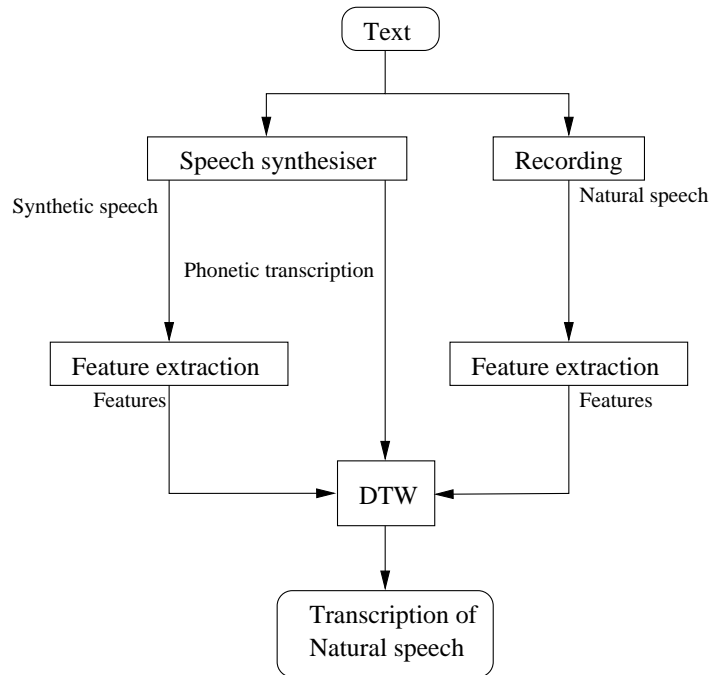 Text
Speech synthesiser
Recording
Synthetic speech
Natural speech
Phonetic transcription
Feature extraction
Feature extraction
Features
Features
DTW
Transcription of
Natural speech